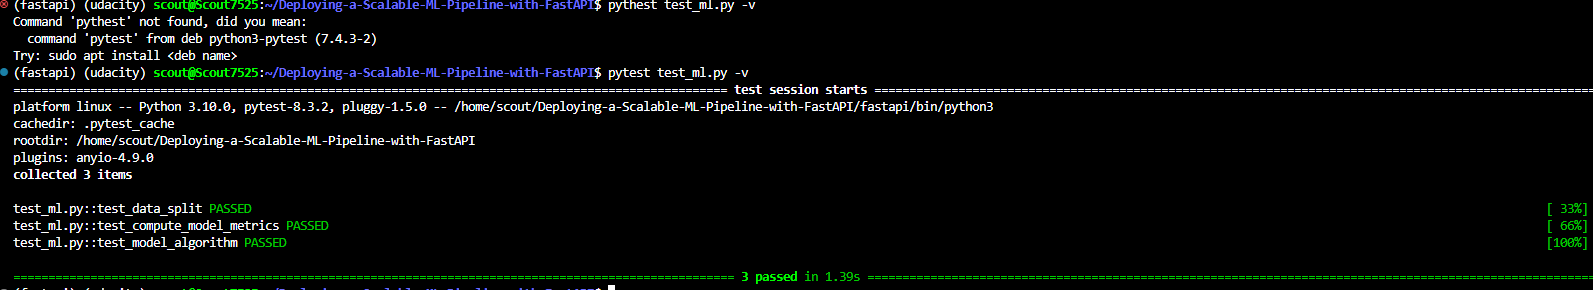 (fastapi) (udacity) scout@Scout7525:~/Deploying-a-Scalable-ML-Pipeline-with-FastAPI$ pythest test_ml.py -v
Command 'pythest' not found, did you mean:
  command 'pytest' from deb python3-pytest (7.4.3-2)
Try: sudo apt install <deb name>
(fastapi) (udacity) scout@Scout7525:~/Deploying-a-Scalable-ML-Pipeline-with-FastAPI$ pytest test_ml.py -v
======================================================================================================= test session starts =======================================================================================================
platform linux -- Python 3.10.0, pytest-8.3.2, pluggy-1.5.0 -- /home/scout/Deploying-a-Scalable-ML-Pipeline-with-FastAPI/fastapi/bin/python3
cachedir: .pytest_cache
rootdir: /home/scout/Deploying-a-Scalable-ML-Pipeline-with-FastAPI
plugins: anyio-4.9.0
collected 3 items
test_ml.py::test_data_split PASSED [ 33%]
test_ml.py::test_compute_model_metrics PASSED [ 66%]
test_ml.py::test_model_algorithm PASSED [100%]
======================================================================================================== 3 passed in 1.39s ========================================================================================================